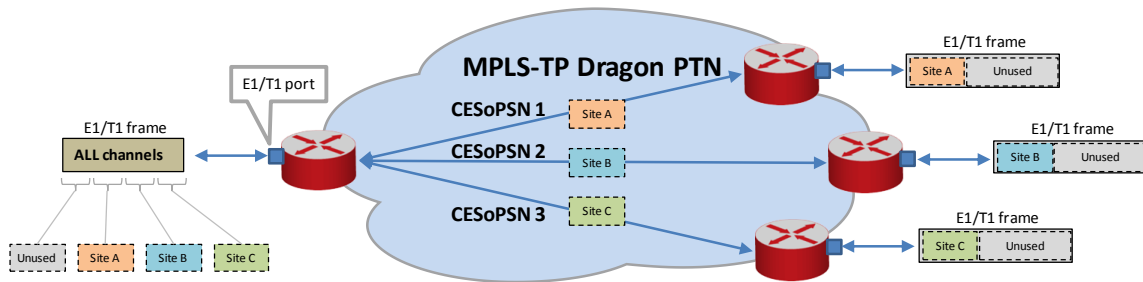 E1/T1 frame
Site A
Unused
MPLS-TP Dragon PTN
E1/T1 port
CESoPSN 1
Site A
E1/T1 frame
ALL channels
CESoPSN 2
Site B
E1/T1 frame
Site B
Unused
CESoPSN 3
Site C
E1/T1 frame
Site C
Unused
Unused
Site A
Site B
Site C